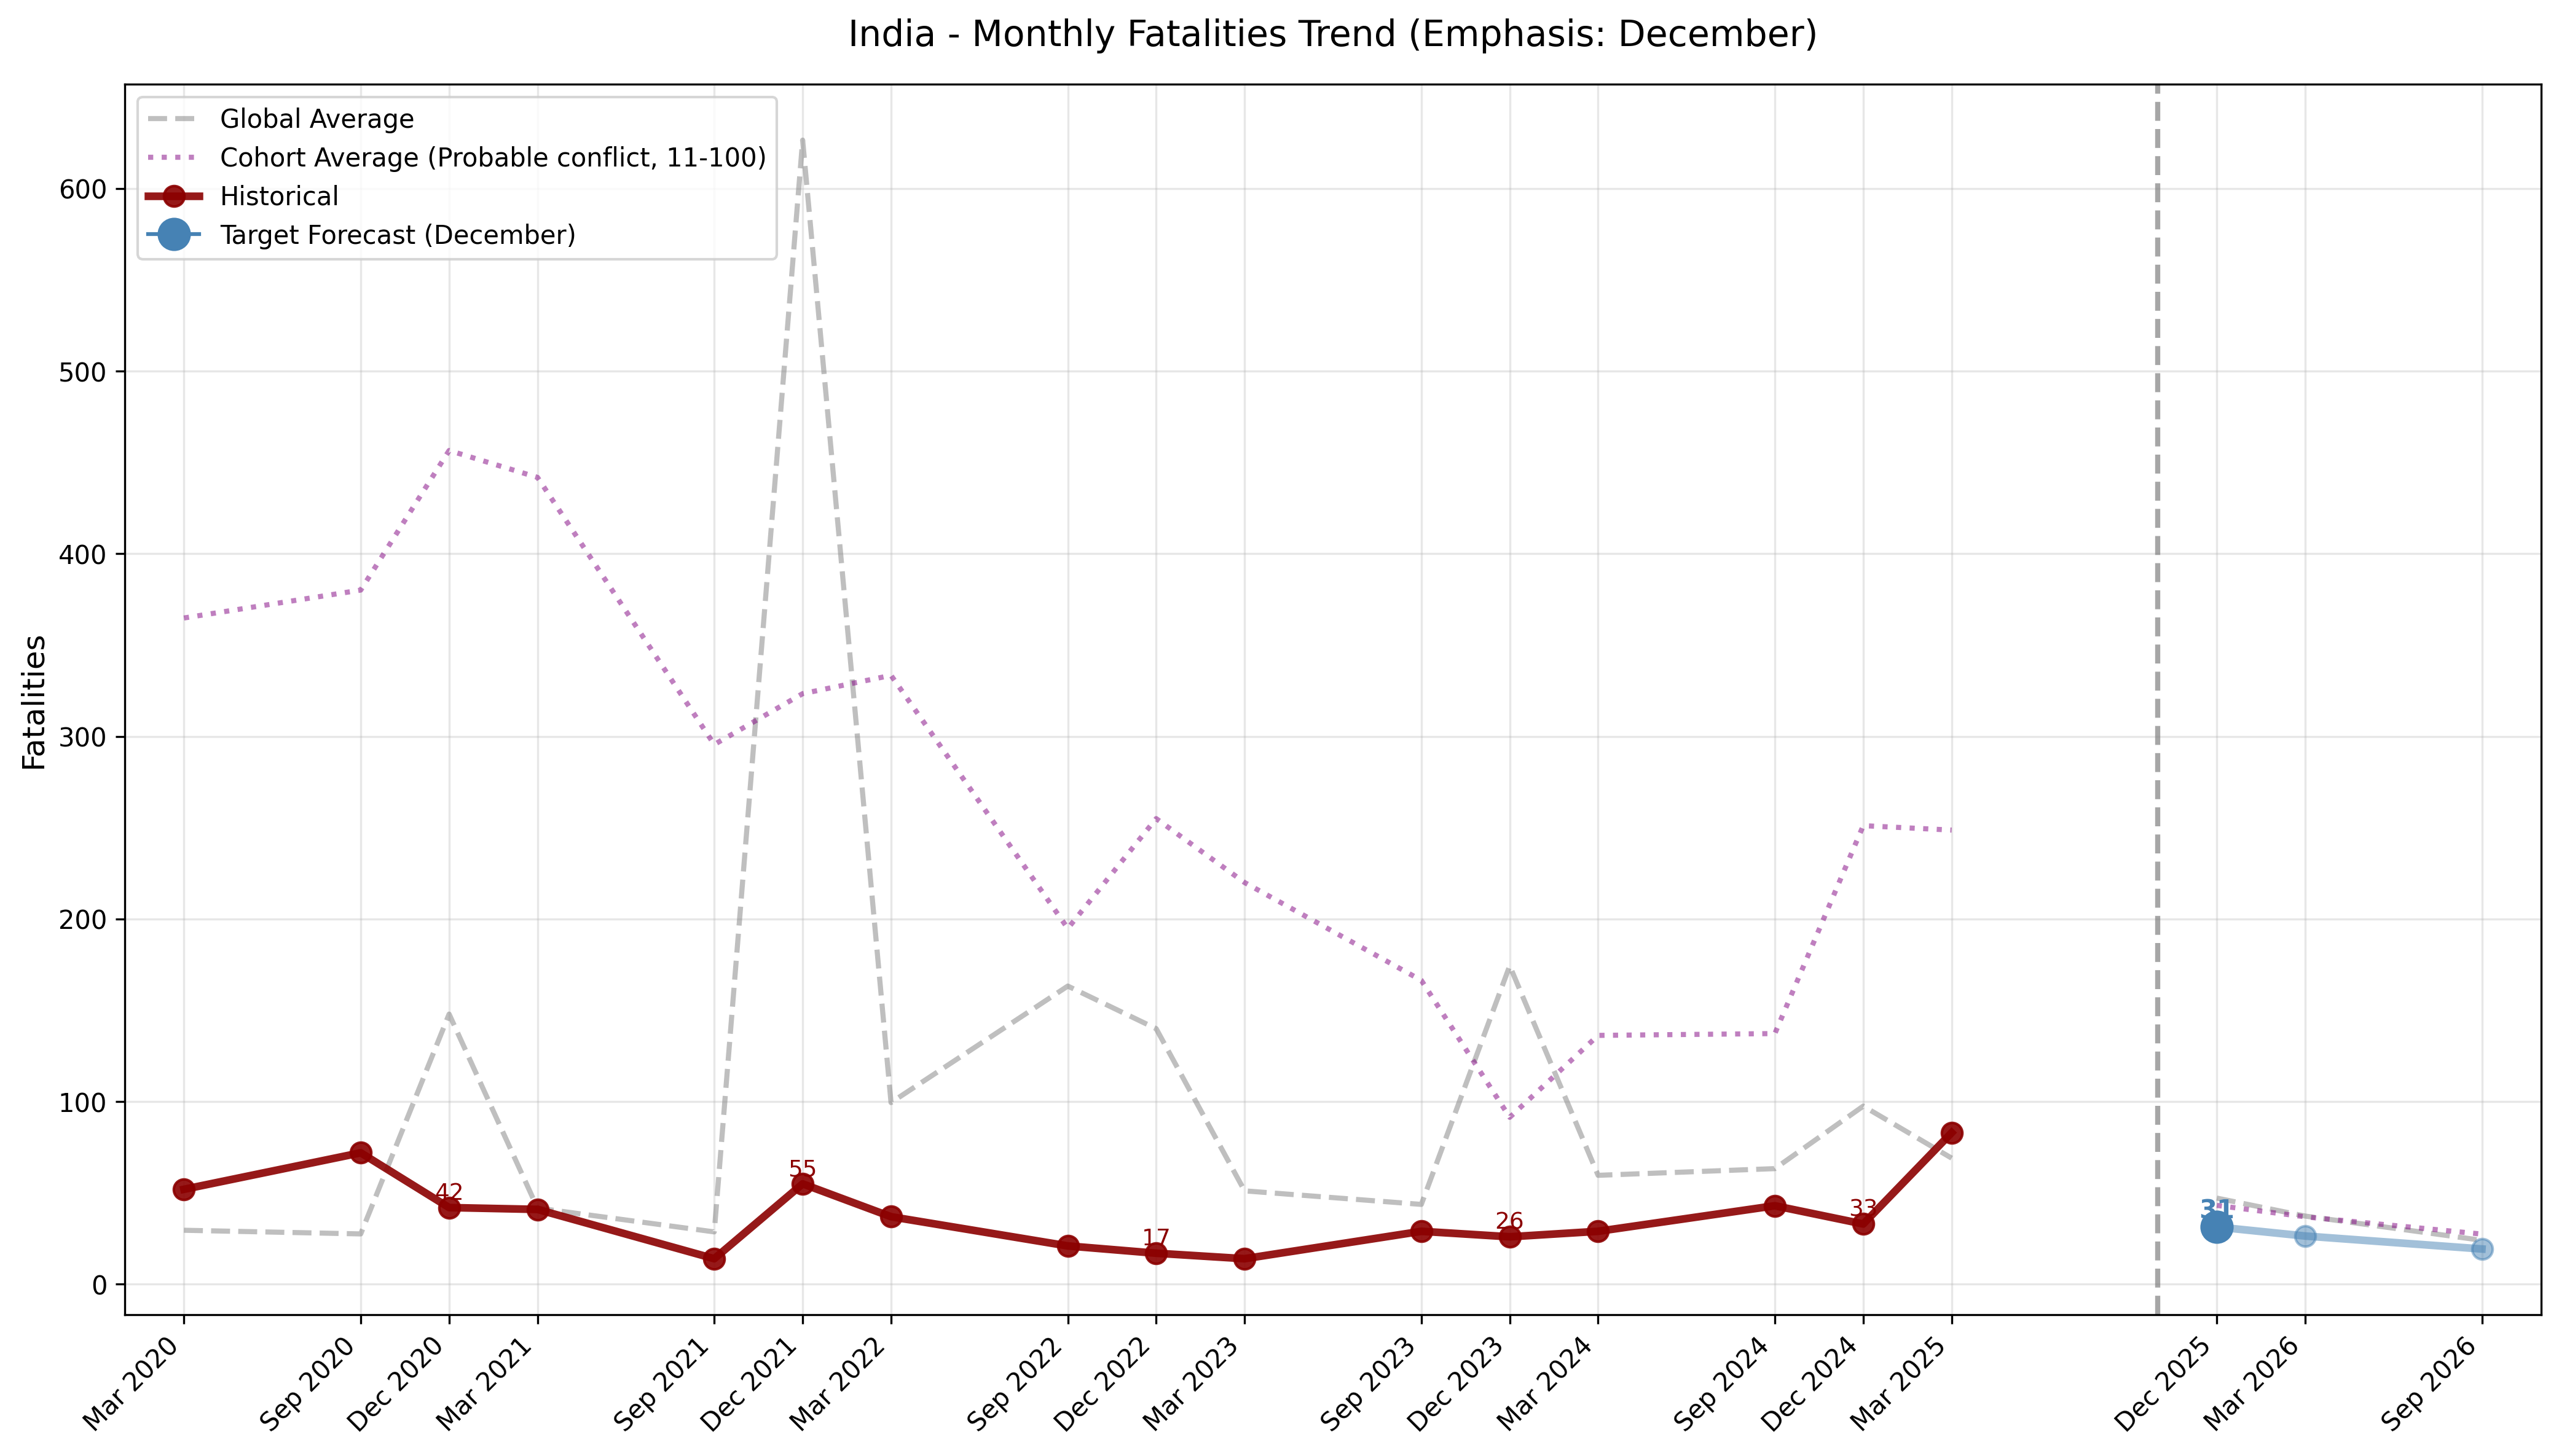 India - Monthly Fatalities Trend (Emphasis: December)
Global Average
Cohort Average (Probable conflict, 11-100)
Historical
Target Forecast (December)
Fatalities
600
500
400
300
200
100
0
42
55
17
26
33
31
Mar 2020
Sep 2020
Dec 2020
Mar 2021
Sep 2021
Dec 2021
Mar 2022
Sep 2022
Dec 2022
Mar 2023
Sep 2023
Dec 2023
Mar 2024
Sep 2024
Dec 2024
Mar 2025
Dec 2025
Mar 2026
Sep 2026